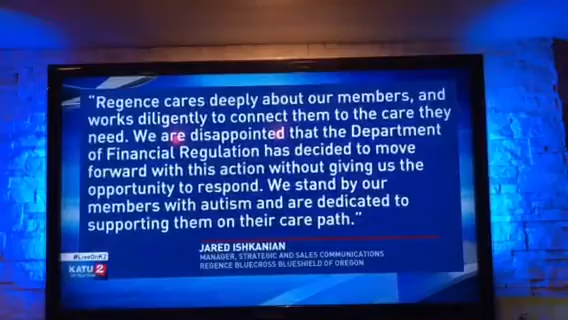 “Regence cares deeply about our members, and
works diligently to connect them to the care they
need. We are disappointed that the Department
of Financial Regulation has decided to move
forward with this action without giving us the
opportunity to respond. We stand by our
members with autism and are dedicated to
supporting them on their care path.”
JARED ISHKANIAN
MANAGER, STRATEGIC AND SALES COMMUNICATIONS
REGENCE BLUECROSS BLUESHIELD OF OREGON
#LiveOnK2
KATU 2